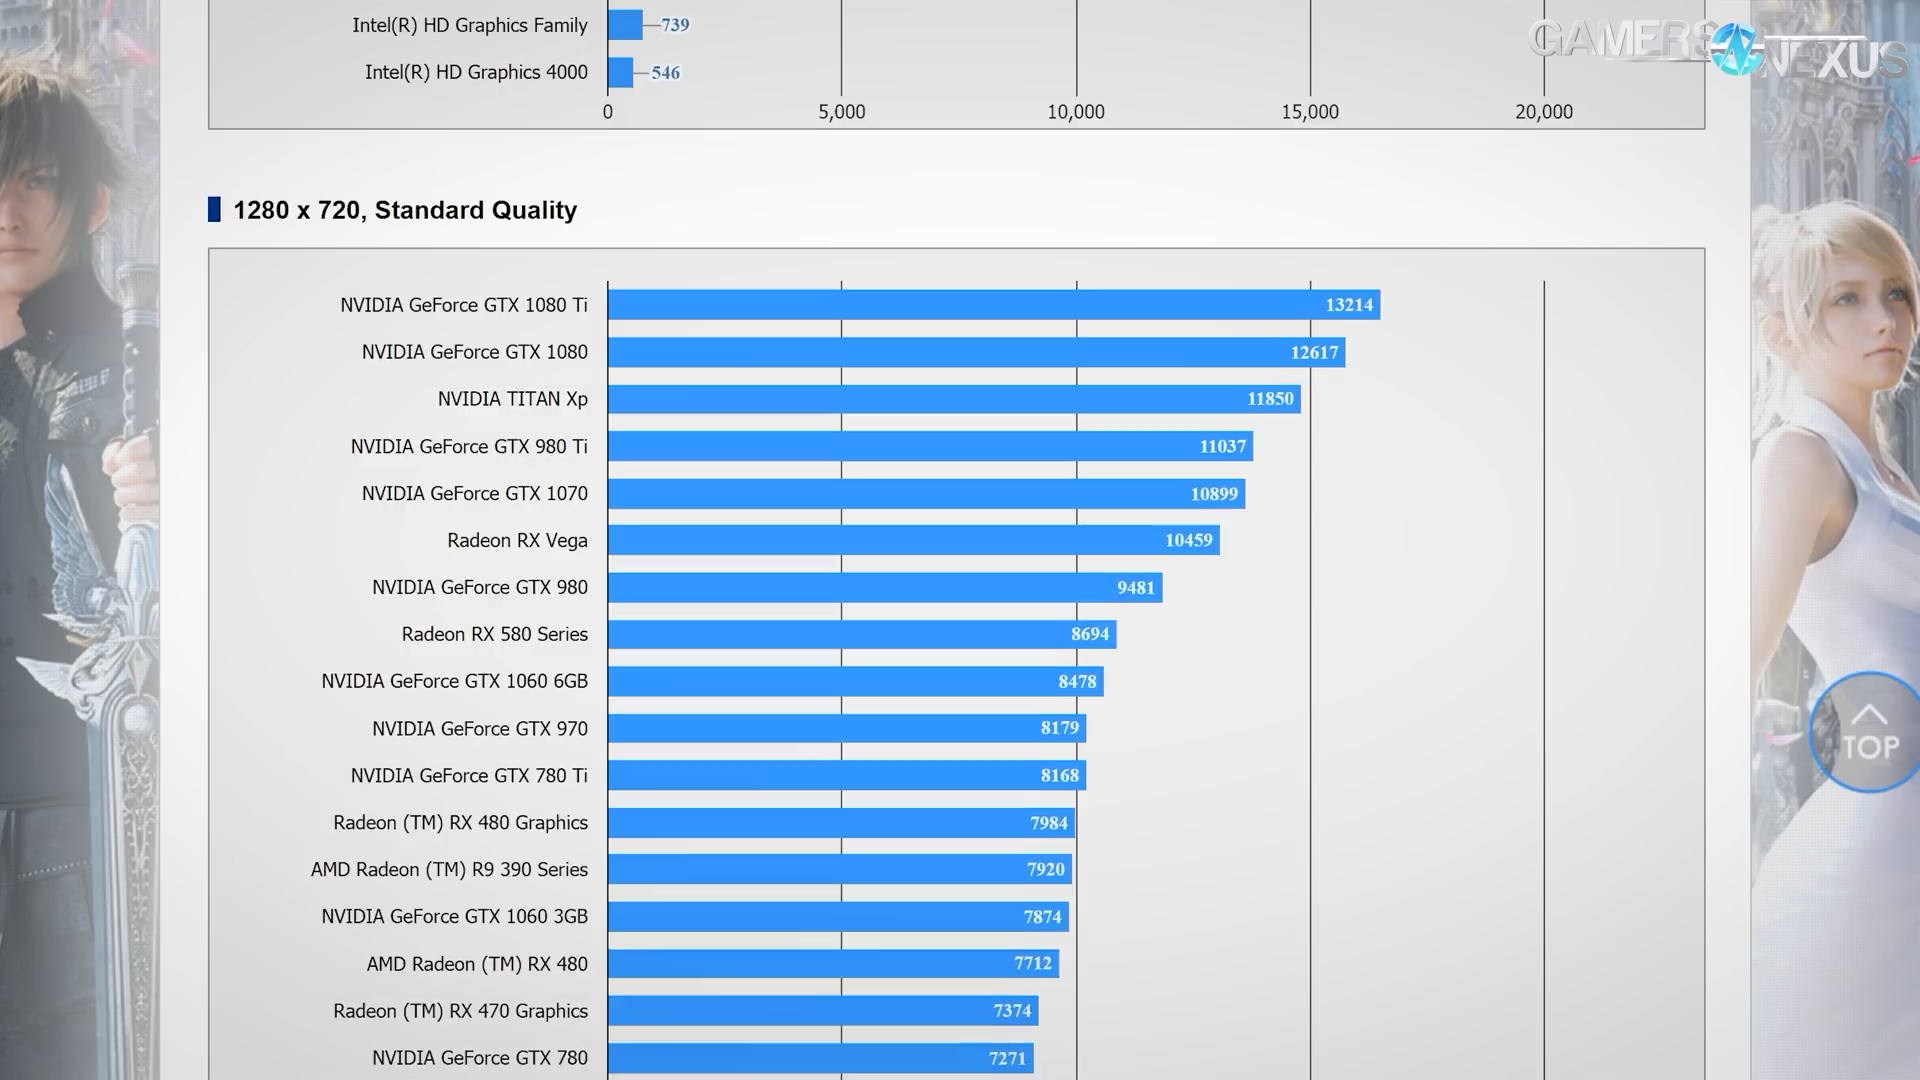 Intel(R) HD Graphics Family 739
Intel(R) HD Graphics 4000 546
0 5,000 10,000 15,000 20,000
GAMERS NEXUS
1280 x 720, Standard Quality
NVIDIA GeForce GTX 1080 Ti 13214
NVIDIA GeForce GTX 1080 12617
NVIDIA TITAN Xp 11850
NVIDIA GeForce GTX 980 Ti 11037
NVIDIA GeForce GTX 1070 10899
Radeon RX Vega 10459
NVIDIA GeForce GTX 980 9481
Radeon RX 580 Series 8694
NVIDIA GeForce GTX 1060 6GB 8478
NVIDIA GeForce GTX 970 8179
TOP
NVIDIA GeForce GTX 780 Ti 8168
Radeon (TM) RX 480 Graphics 7984
AMD Radeon (TM) R9 390 Series 7920
NVIDIA GeForce GTX 1060 3GB 7874
AMD Radeon (TM) RX 480 7712
Radeon (TM) RX 470 Graphics 7374
NVIDIA GeForce GTX 780 7271